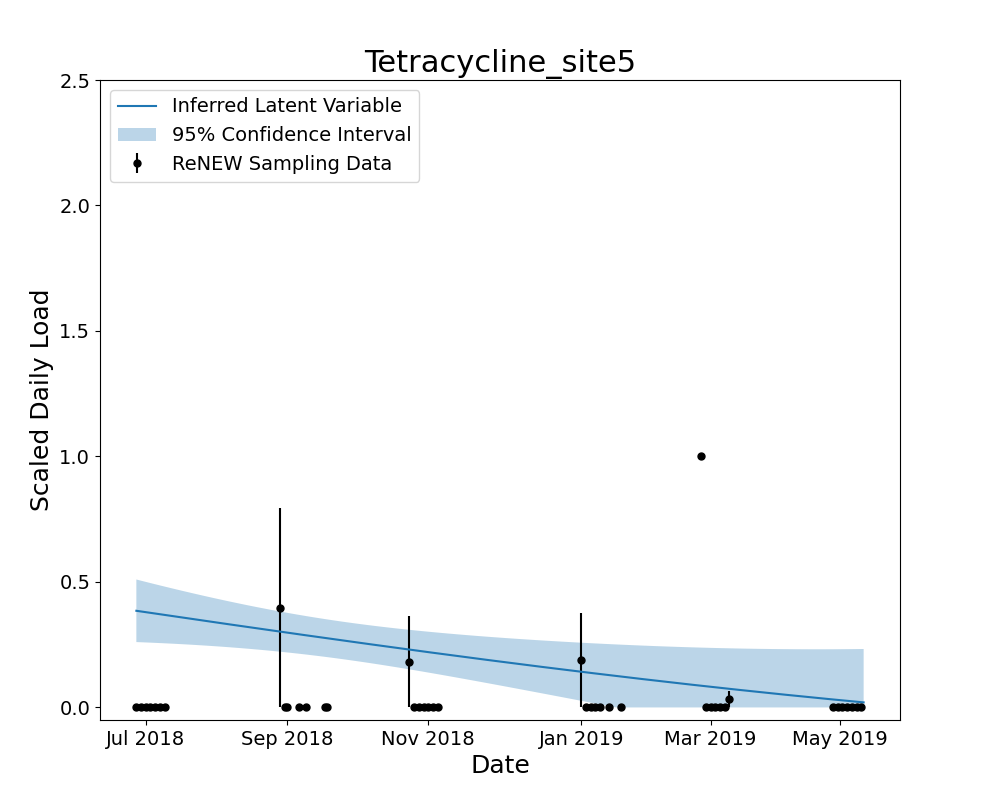 Tetracycline_site5
2.5
2.0
1.5
1.0
0.5
0.0
Scaled Daily Load
Inferred Latent Variable
95% Confidence Interval
ReNEW Sampling Data
Jul 2018 Sep 2018 Nov 2018 Jan 2019 Mar 2019 May 2019
Date